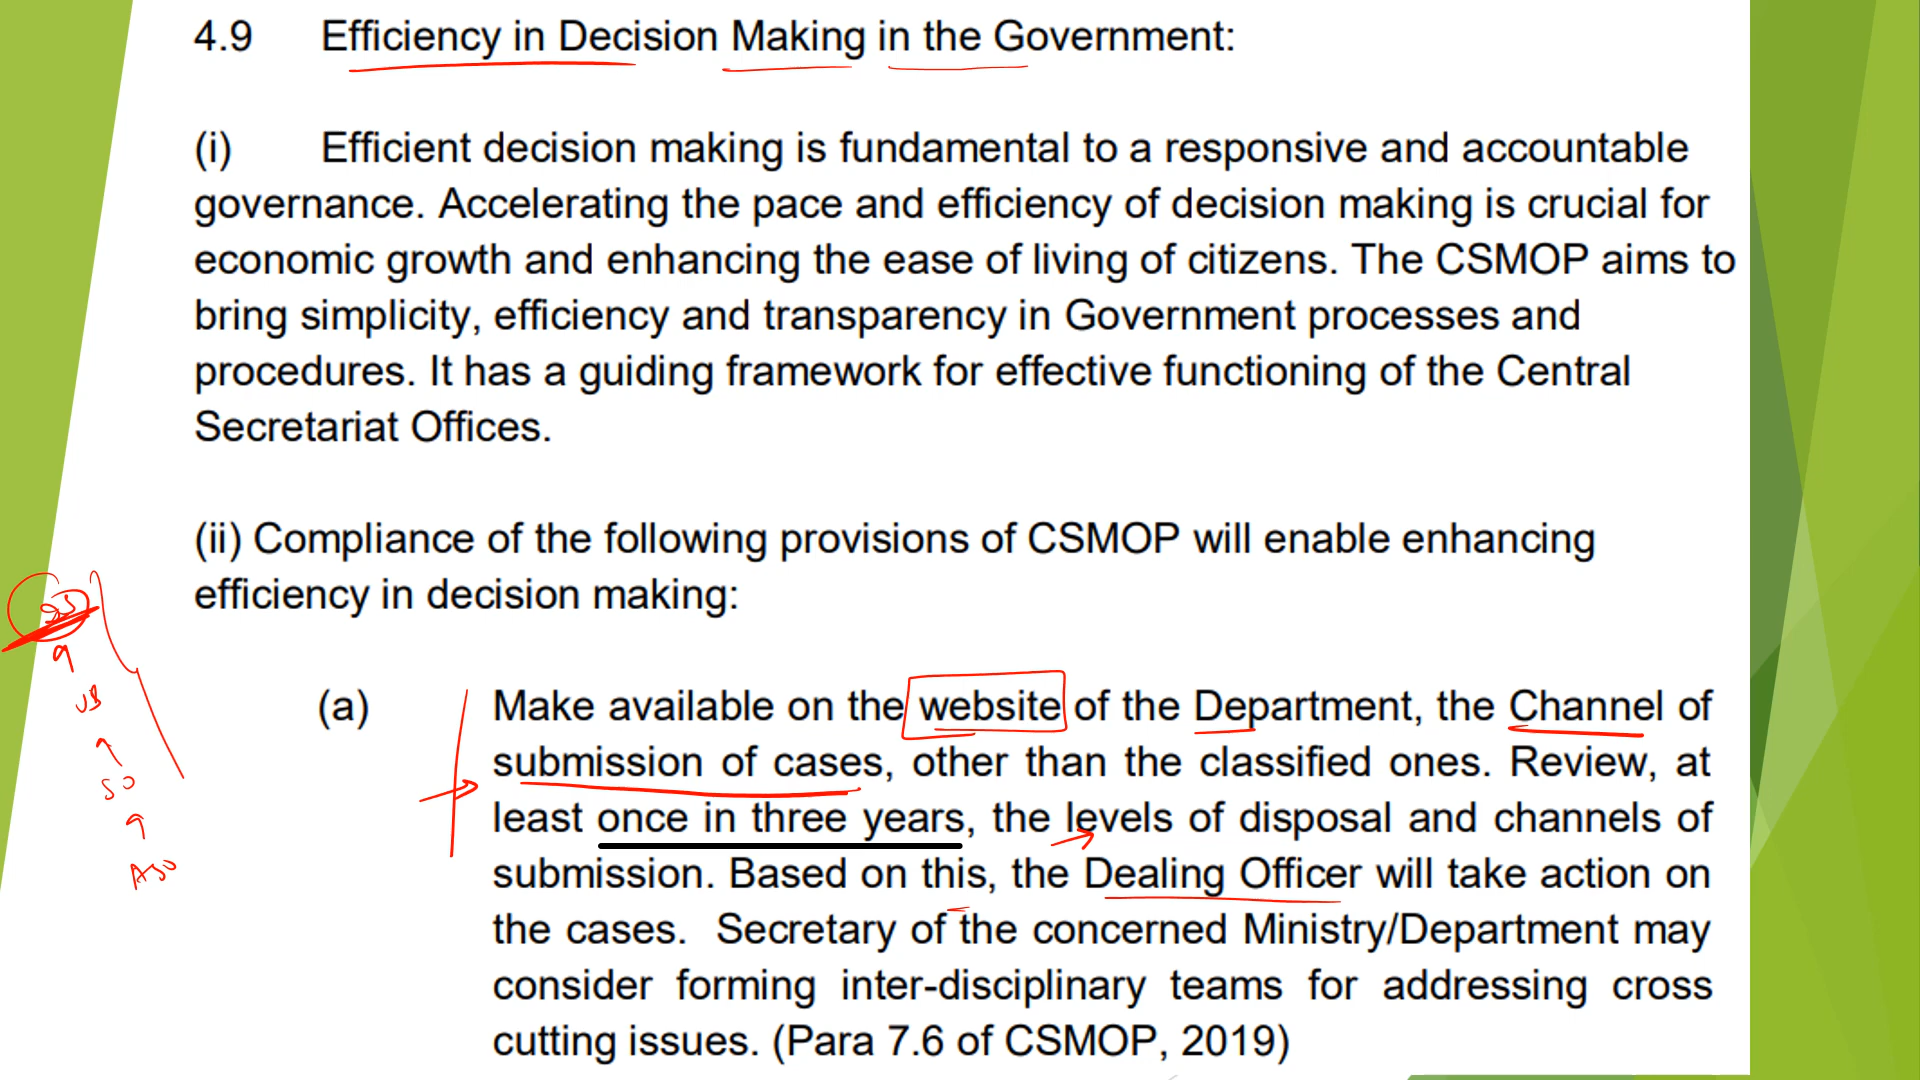 4.9 Efficiency in Decision Making in the Government:
(i) Efficient decision making is fundamental to a responsive and accountable
governance. Accelerating the pace and efficiency of decision making is crucial for
economic growth and enhancing the ease of living of citizens. The CSMOP aims to
bring simplicity, efficiency and transparency in Government processes and
procedures. It has a guiding framework for effective functioning of the Central
Secretariat Offices.
(ii) Compliance of the following provisions of CSMOP will enable enhancing
efficiency in decision making:
(a) Make available on the website of the Department, the Channel of
submission of cases, other than the classified ones. Review, at
least once in three years, the levels of disposal and channels of
submission. Based on this, the Dealing Officer will take action on
the cases. Secretary of the concerned Ministry/Department may
consider forming inter-disciplinary teams for addressing cross
cutting issues. (Para 7.6 of CSMOP, 2019)
SO
ASO